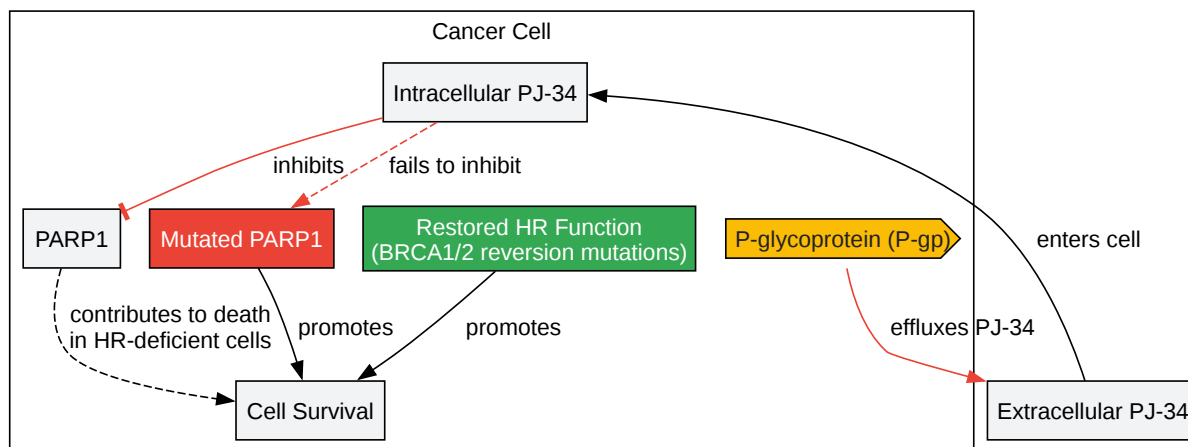 Cancer Cell
Intracellular PJ-34
inhibits
fails to inhibit
PARP1
Mutated PARP1
Restored HR Function
(BRCA1/2 reversion mutations)
P-glycoprotein (P-gp)
enters cell
contributes to death
in HR-deficient cells
promotes
promotes
effluxes PJ-34
Cell Survival
Extracellular PJ-34